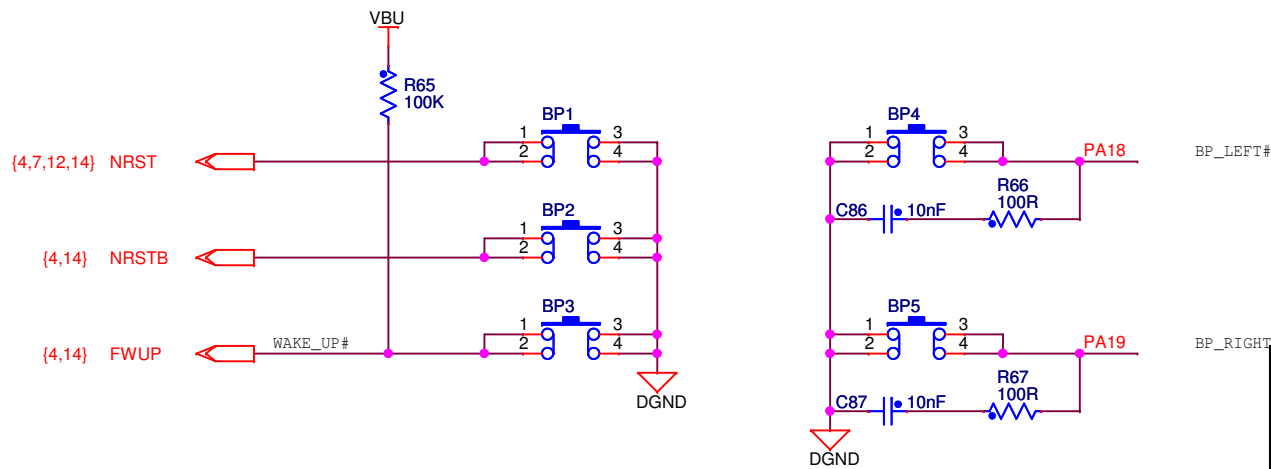 VBU
R65
100K
BP1
1 3
2 4
{4,7,12,14} NRST
BP2
1 3
2 4
{4,14} NRSTB
BP3
1 3
2 4
{4,14} FWUP
WAKE_UP#
DGND
BP4
1 3
2 4
PA18
BP_LEFT#
R66
100R
C86 10nF
BP5
1 3
2 4
PA19
BP_RIGHT
R67
100R
C87 10nF
DGND